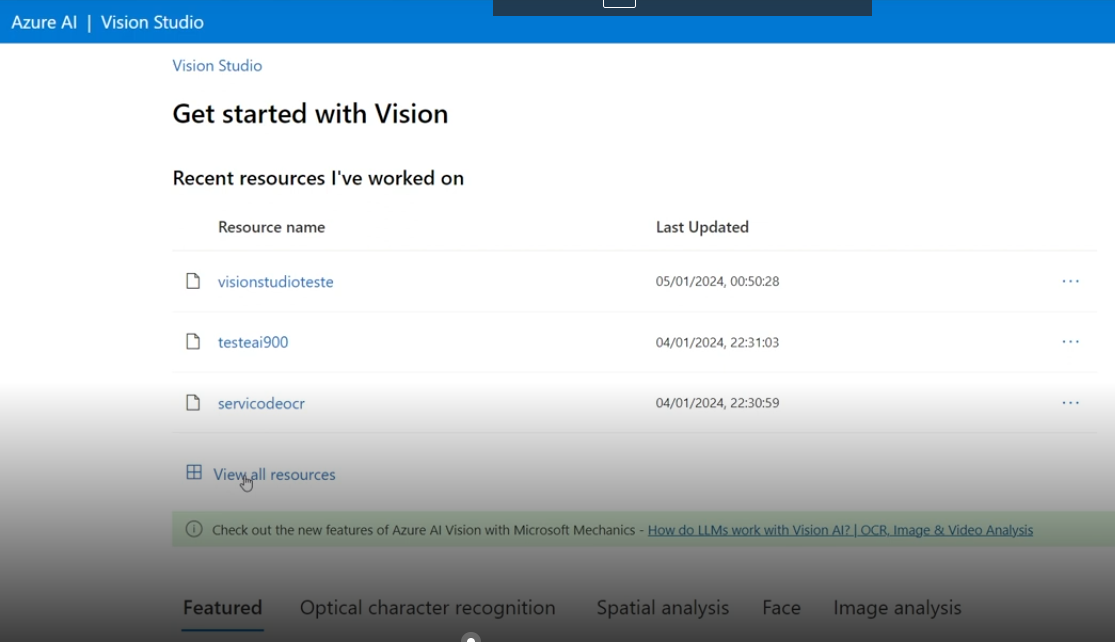 Azure AI | Vision Studio
Vision Studio
Get started with Vision
Recent resources I've worked on
Resource name Last Updated
visionstudioteste 05/01/2024, 00:50:28 ...
testeai900 04/01/2024, 22:31:03 ...
servicodeocr 04/01/2024, 22:30:59 ...
View all resources
Check out the new features of Azure AI Vision with Microsoft Mechanics - How do LLMs work with Vision AI? | OCR, Image & Video Analysis
Featured Optical character recognition Spatial analysis Face Image analysis